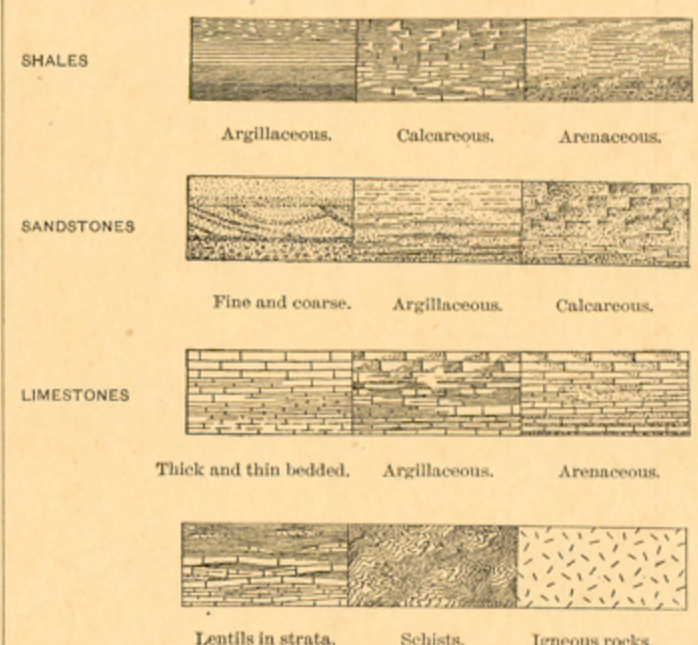 SHALES
Argillaceous. Calcareous. Arenaceous.
SANDSTONES
Fine and coarse. Argillaceous. Calcareous.
LIMESTONES
Thick and thin bedded. Argillaceous. Arenaceous.
Lentils in strata. Schists. Igneous rocks